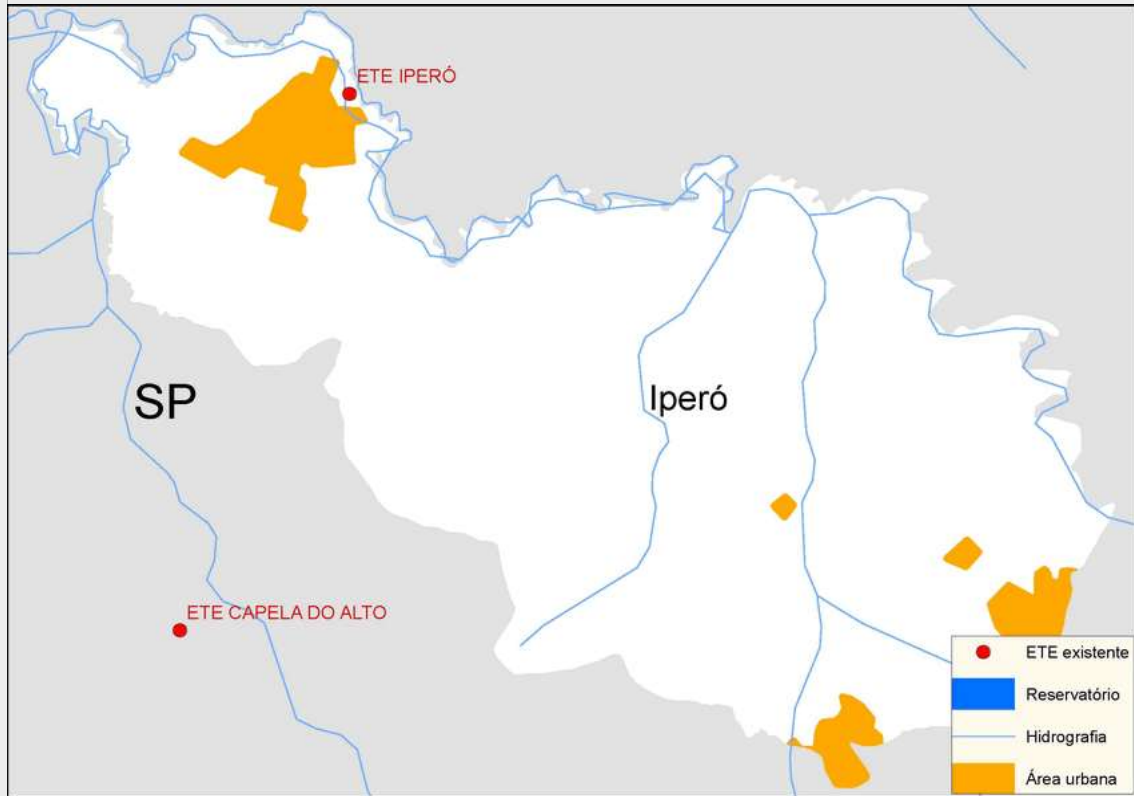 ETE IPERÓ
SP
Iperó
ETE CAPELA DO ALTO
ETE existente
Reservatório
Hidrografia
Área urbana